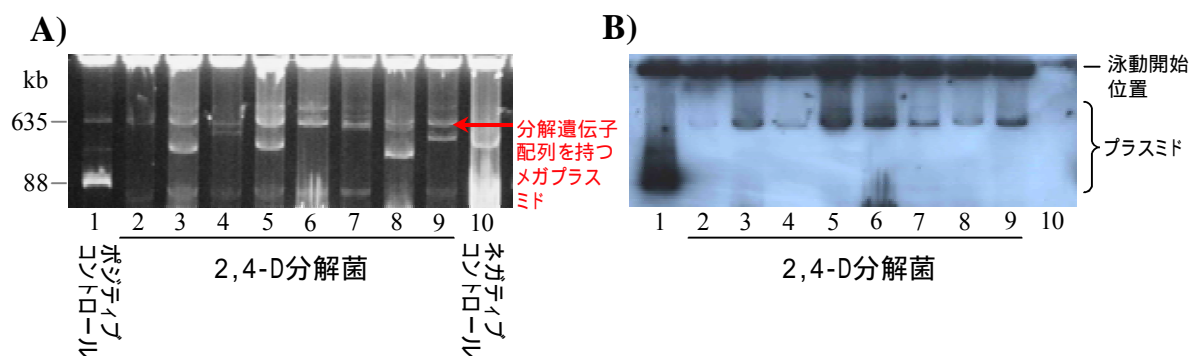 A)
kb
635
88
分解遺伝子
配列を持つ
メガプラス
ミド
1 2 3 4 5 6 7 8 9 10
ポジティブ
コントロール
2,4-D分解菌
ネガティブ
コントロール
B)
泳動開始
位置
プラスミド
1 2 3 4 5 6 7 8 9 10
2,4-D分解菌